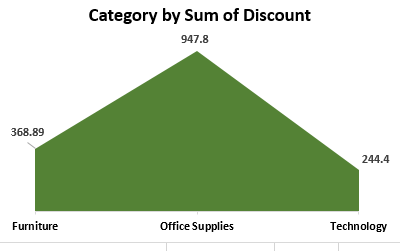 Category by Sum of Discount
947.8
368.89
244.4
Furniture Office Supplies Technology